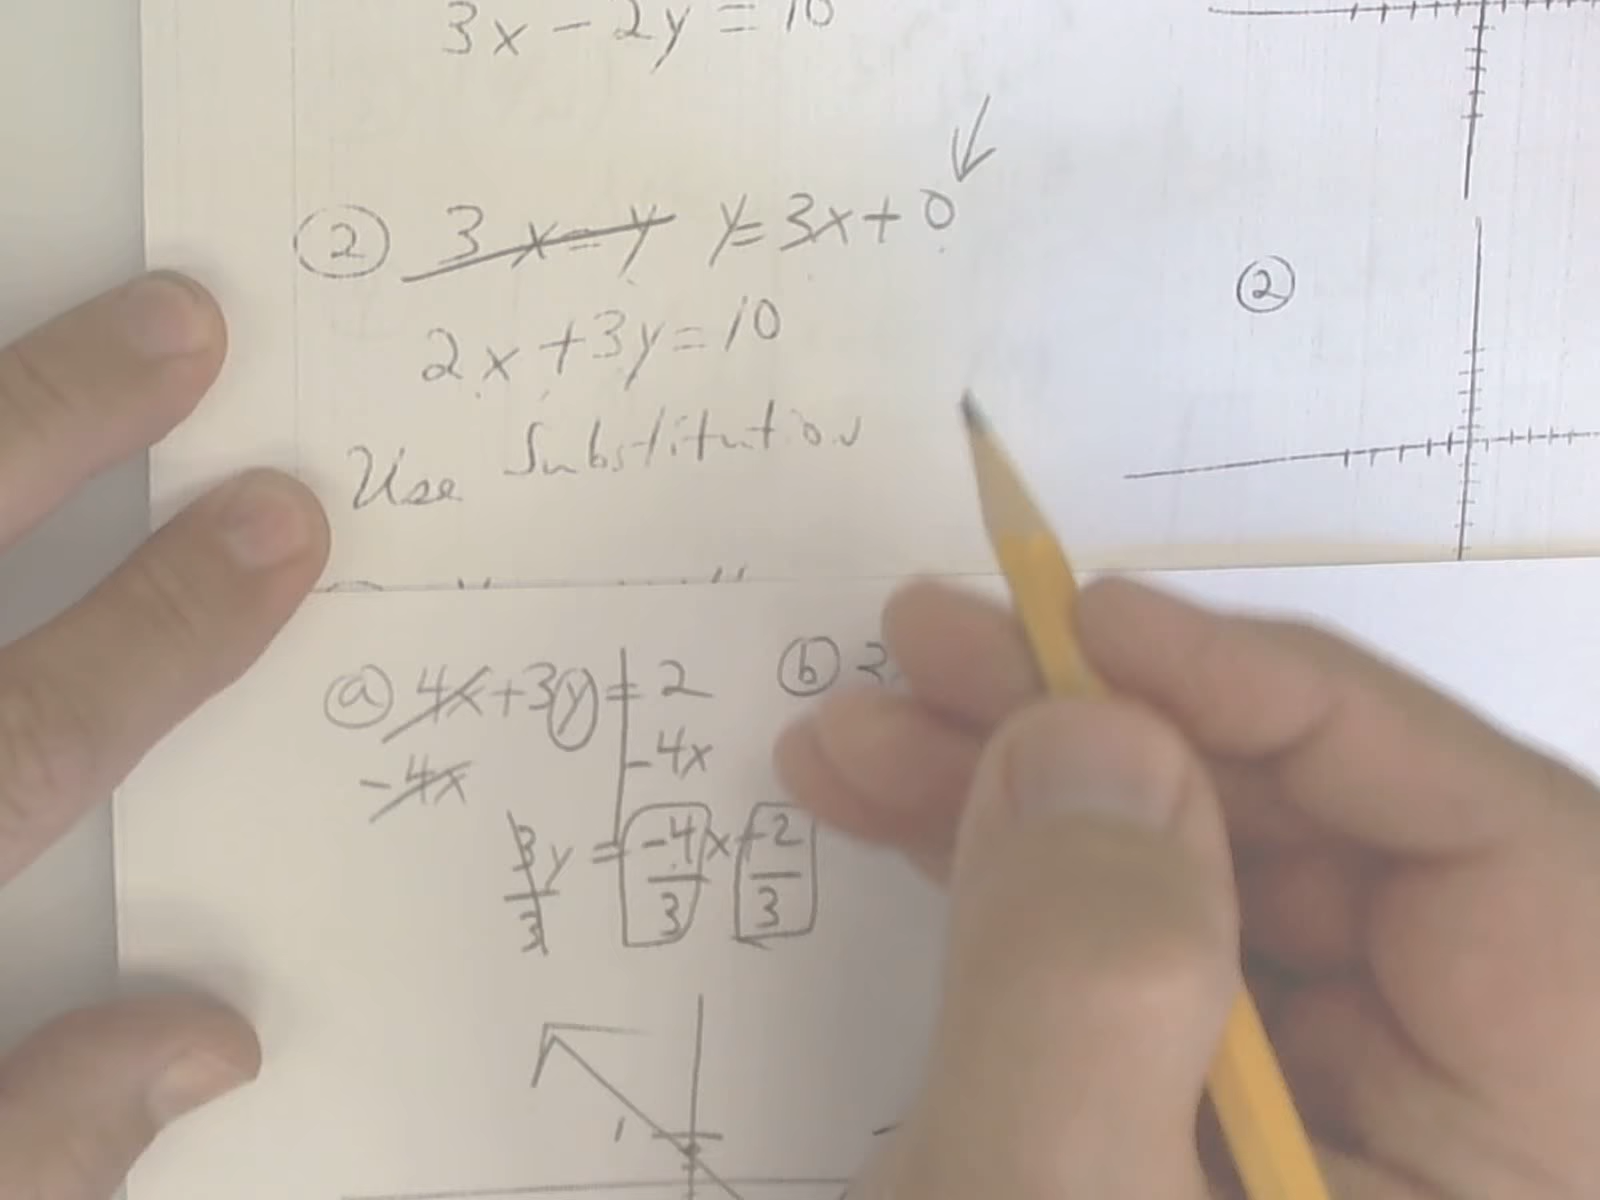 3x - 2y = 10
② 3x = y y = 3x + 0
2x + 3y = 10
Use Substitution
②
ⓐ 4x + 3y = 2
ⓑ
-4x -4x
3y/3 = -4/3 x + 2/3
1